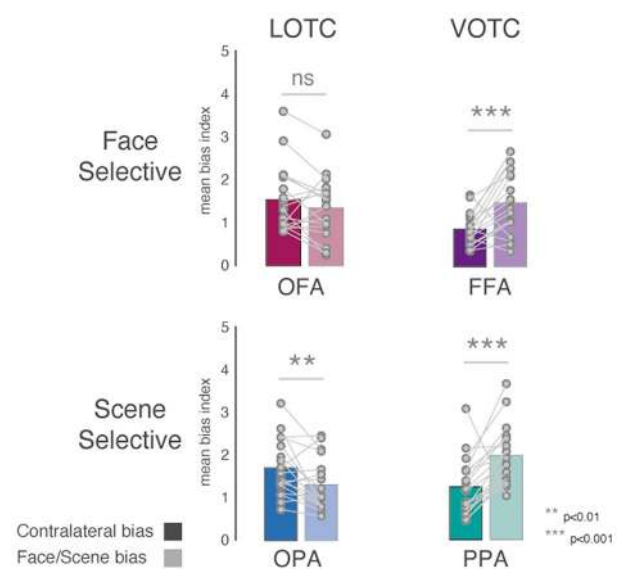 LOTC
VOTC
Face
Selective
mean bias index
5
4
3
2
1
0
ns
OFA
***
FFA
Scene
Selective
mean bias index
5
4
3
2
1
0
**
OPA
***
PPA
Contralateral bias
Face/Scene bias
** p<0.01
*** p<0.001